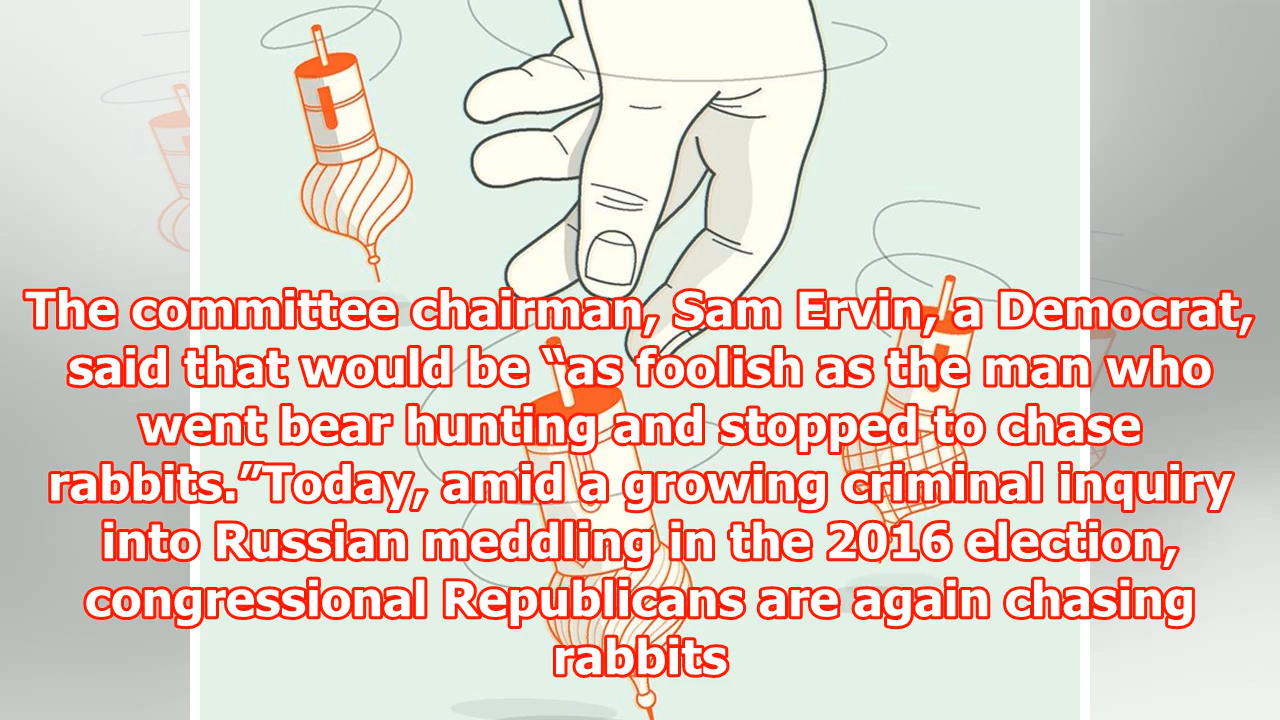 The committee chairman, Sam Ervin, a Democrat,
said that would be “as foolish as the man who
went bear hunting and stopped to chase
rabbits.”Today, amid a growing criminal inquiry
into Russian meddling in the 2016 election,
congressional Republicans are again chasing
rabbits